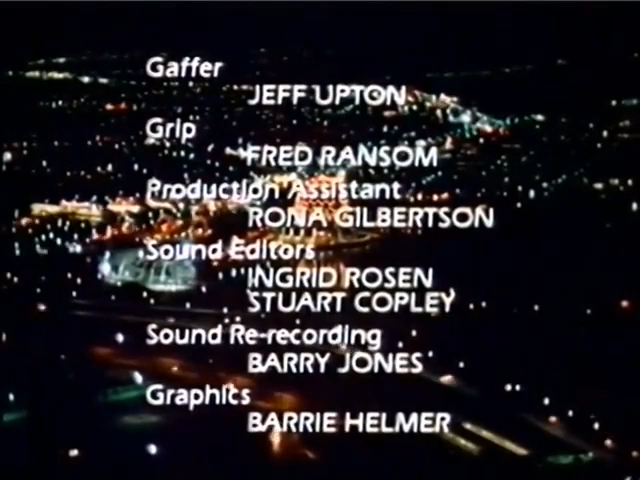 Gaffer
JEFF UPTON
Grip
FRED RANSOM
Production Assistant
RONA GILBERTSON
Sound Editors
INGRID ROSEN
STUART COPLEY
Sound Re-recording
BARRY JONES
Graphics
BARRIE HELMER